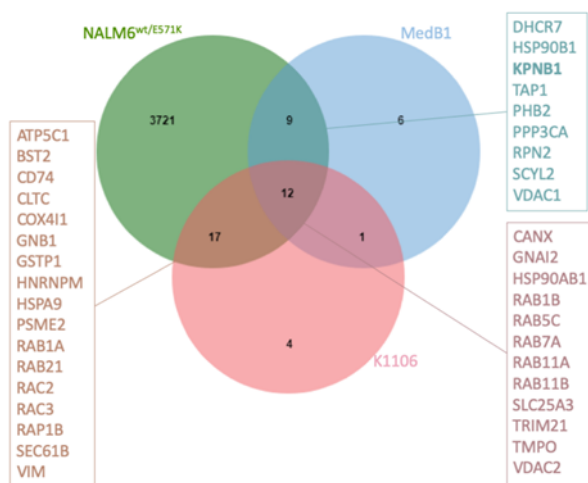 NALM6wt/E571K
MedB1
3721
9
6
12
17
1
4
K1106
ATP5C1
BST2
CD74
CLTC
COX4I1
GNB1
GSTP1
HNRNPM
HSPA9
PSME2
RAB1A
RAB21
RAC2
RAC3
RAP1B
SEC61B
VIM
DHCR7
HSP90B1
KPNB1
TAP1
PHB2
PPP3CA
RPN2
SCYL2
VDAC1
CANX
GNAI2
HSP90AB1
RAB1B
RAB5C
RAB7A
RAB11A
RAB11B
SLC25A3
TRIM21
TMPO
VDAC2